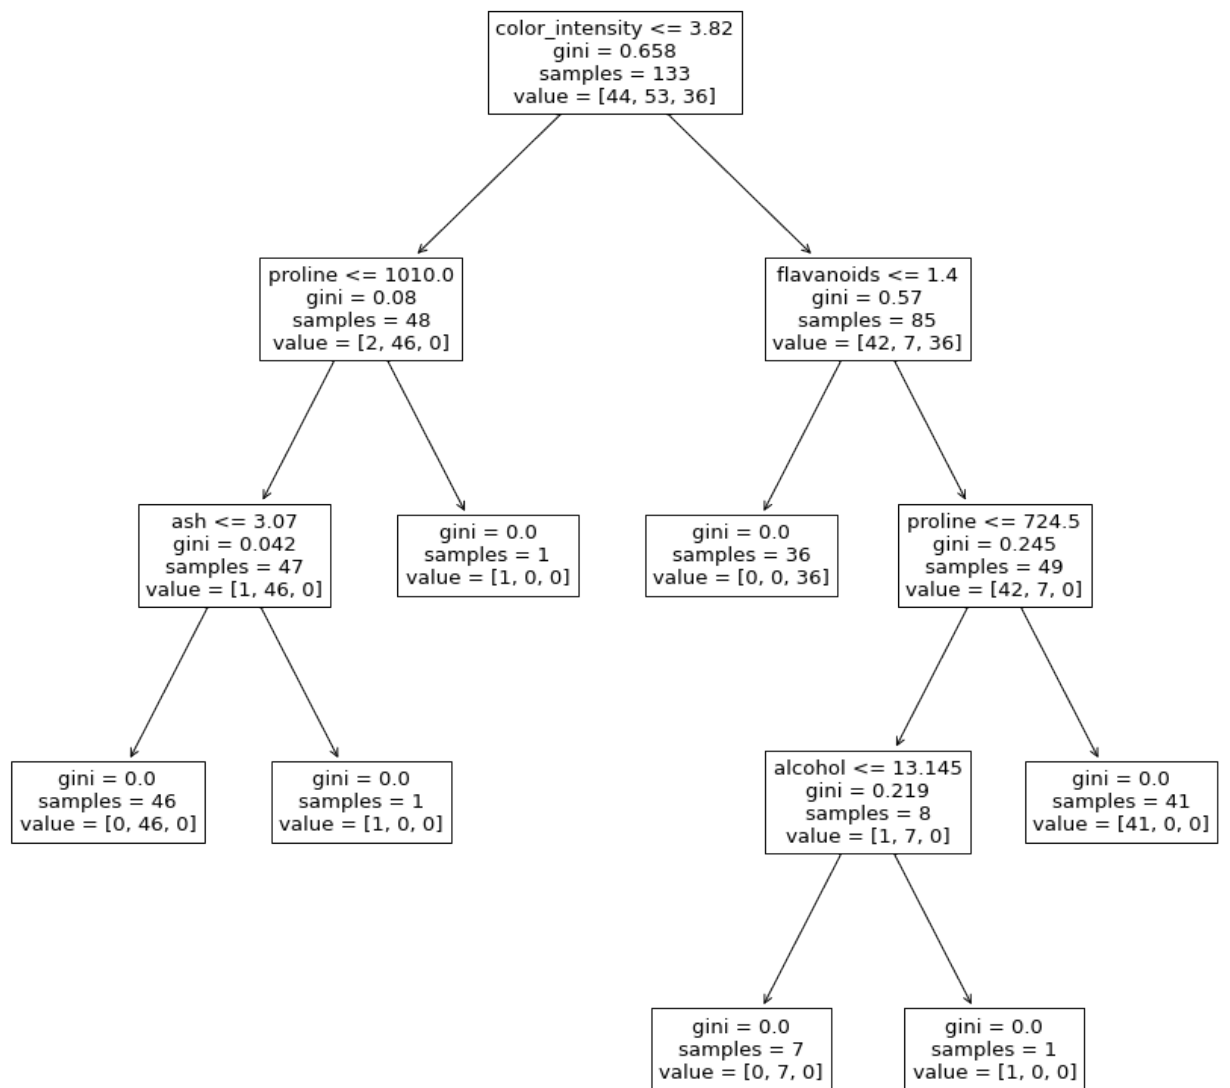 color_intensity <= 3.82
gini = 0.658
samples = 133
value = [44, 53, 36]
proline <= 1010.0
gini = 0.08
samples = 48
value = [2, 46, 0]
flavanoids <= 1.4
gini = 0.57
samples = 85
value = [42, 7, 36]
ash <= 3.07
gini = 0.042
samples = 47
value = [1, 46, 0]
gini = 0.0
samples = 1
value = [1, 0, 0]
gini = 0.0
samples = 36
value = [0, 0, 36]
proline <= 724.5
gini = 0.245
samples = 49
value = [42, 7, 0]
gini = 0.0
samples = 46
value = [0, 46, 0]
gini = 0.0
samples = 1
value = [1, 0, 0]
alcohol <= 13.145
gini = 0.219
samples = 8
value = [1, 7, 0]
gini = 0.0
samples = 41
value = [41, 0, 0]
gini = 0.0
samples = 7
value = [0, 7, 0]
gini = 0.0
samples = 1
value = [1, 0, 0]